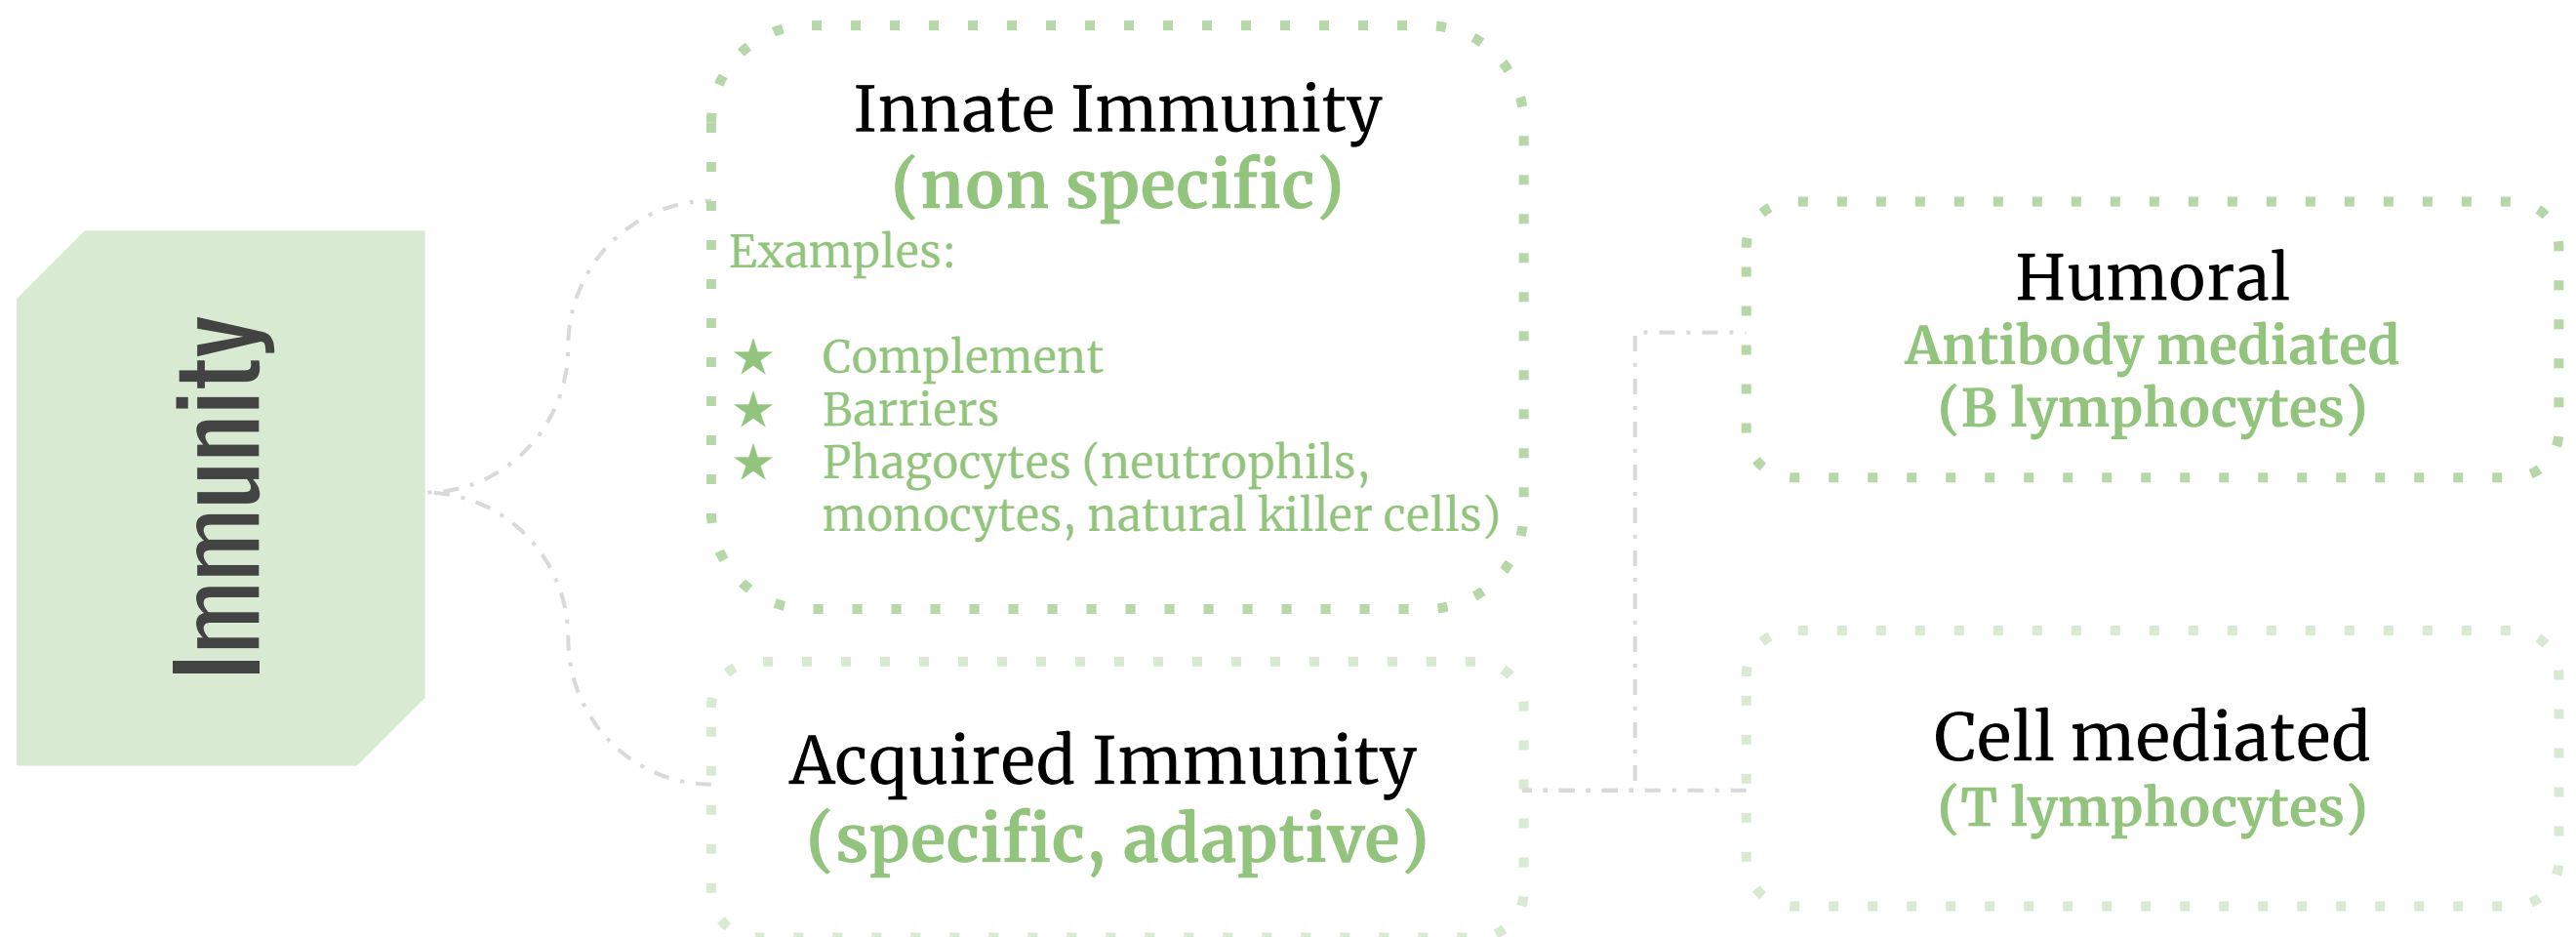 Immunity
Innate Immunity
(non specific)
Examples:
★ Complement
★ Barriers
★ Phagocytes (neutrophils,
monocytes, natural killer cells)
Acquired Immunity
(specific, adaptive)
Humoral
Antibody mediated
(B lymphocytes)
Cell mediated
(T lymphocytes)